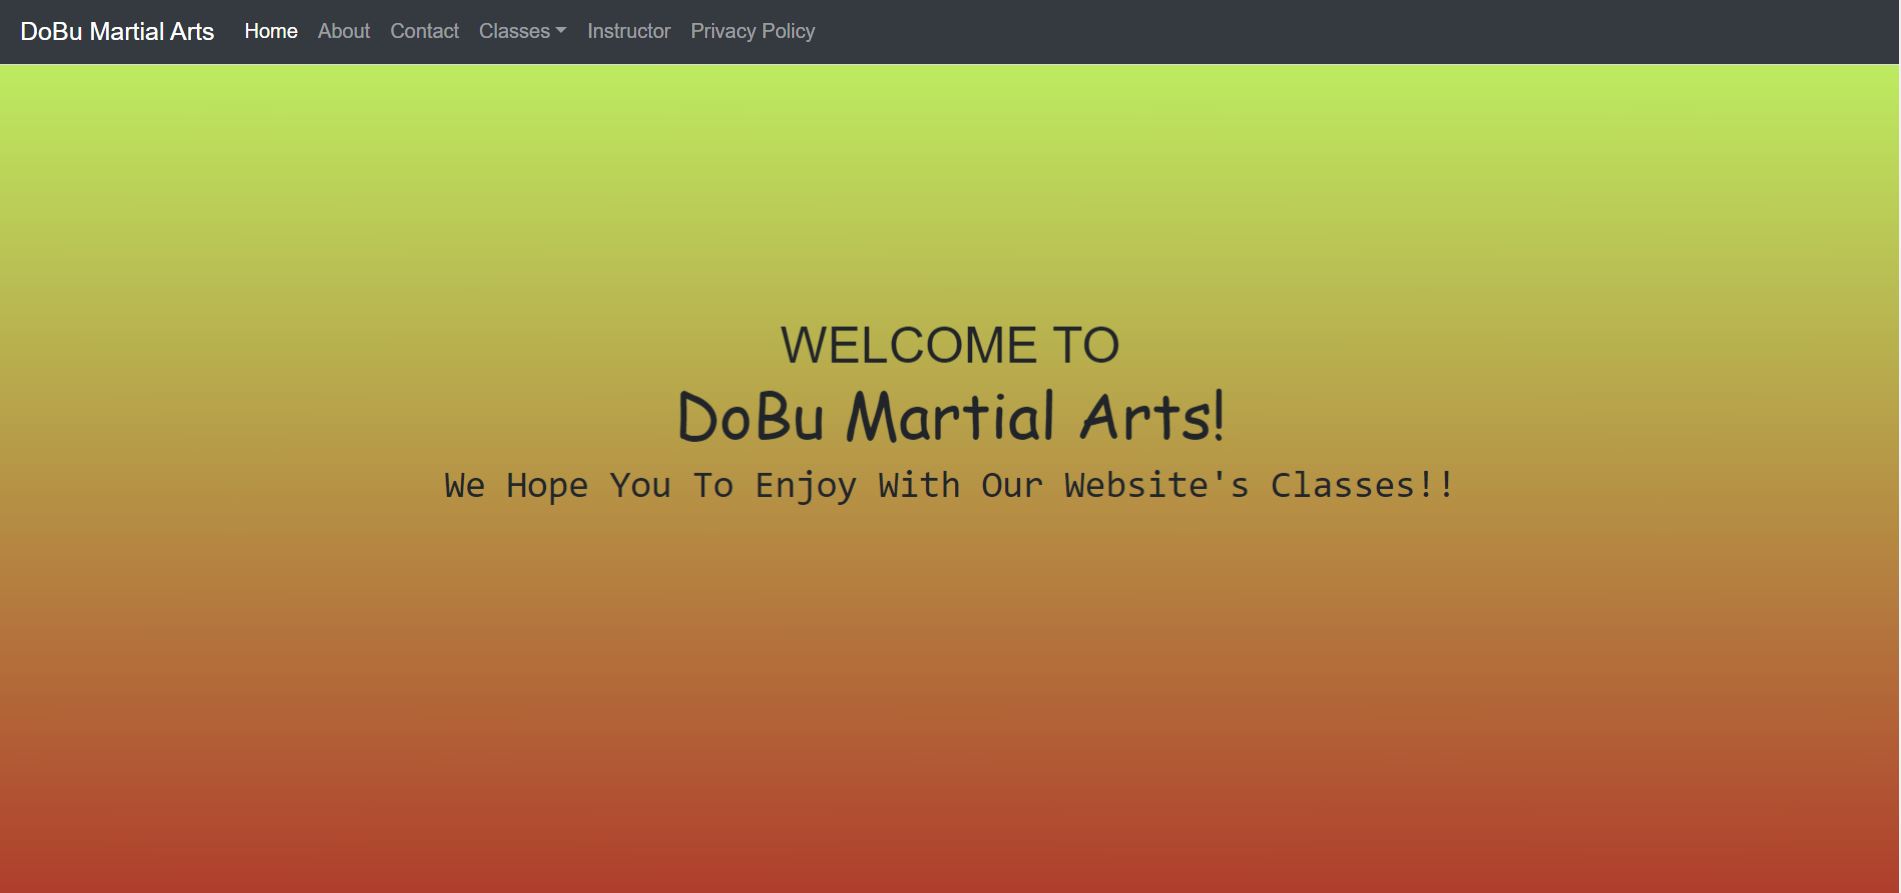 DoBu Martial Arts Home About Contact Classes Instructor Privacy Policy
WELCOME TO
DoBu Martial Arts!
We Hope You To Enjoy With Our Website's Classes!!